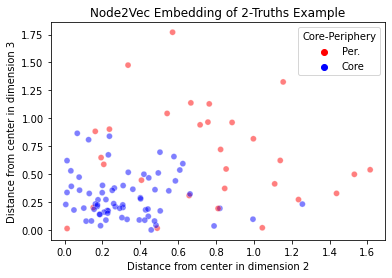 Node2Vec Embedding of 2-Truths Example
Core-Periphery
Per.
Core
Distance from center in dimension 3
1.75
1.50
1.25
1.00
0.75
0.50
0.25
0.00
0.0 0.2 0.4 0.6 0.8 1.0 1.2 1.4 1.6
Distance from center in dimension 2